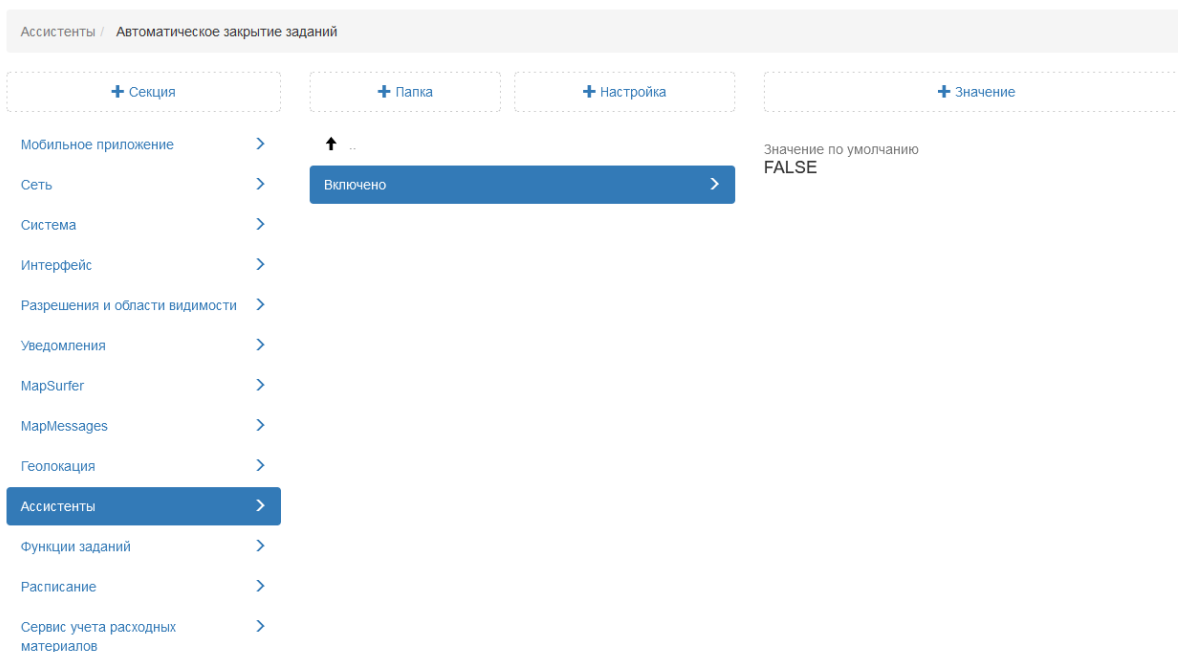 Ассистенты / Автоматическое закрытие заданий
+ Секция
+ Папка
+ Настройка
+ Значение
Мобильное приложение
Сеть
Система
Интерфейс
Разрешения и области видимости
Уведомления
MapSurfer
MapMessages
Геолокация
Ассистенты
Функции заданий
Расписание
Сервис учета расходных
материалов
..
Включено
Значение по умолчанию
FALSE